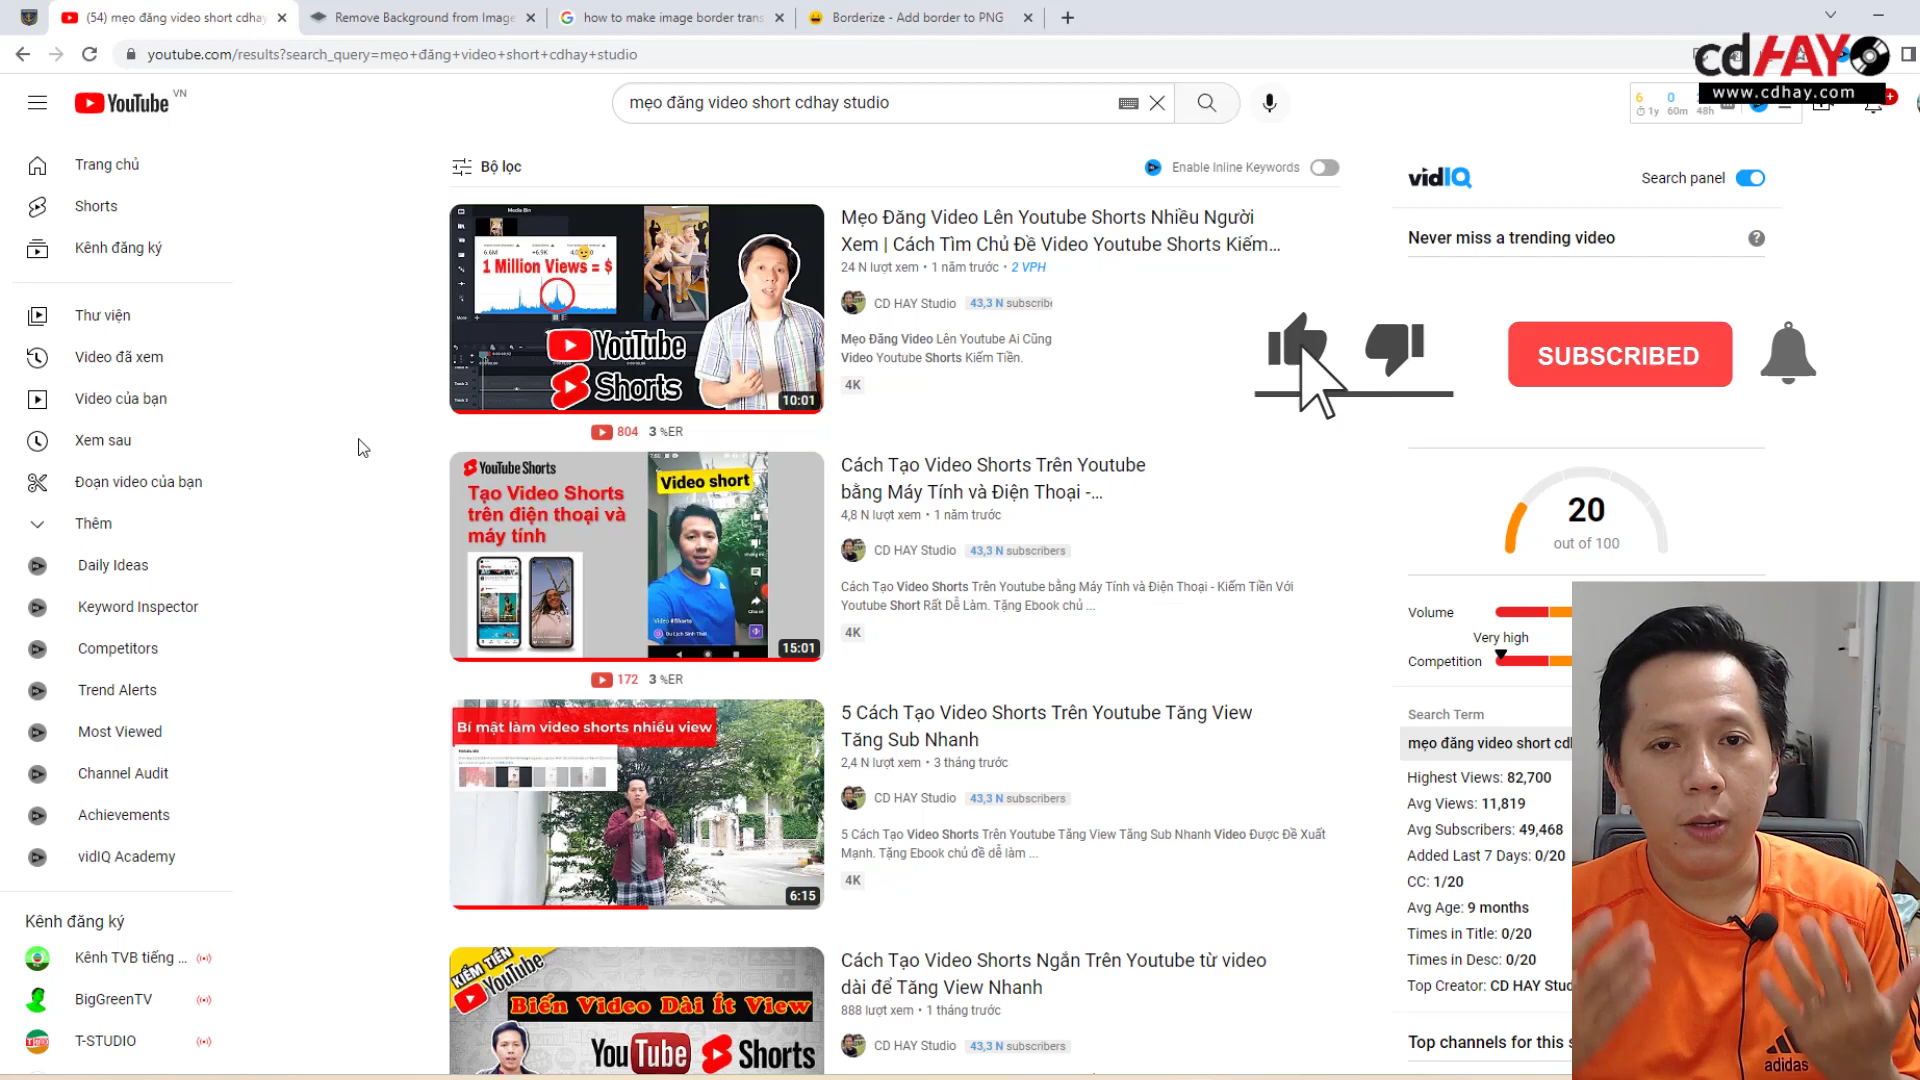 (54) mẹo đăng video short cdhay
Remove Background from Image
how to make image border trans
Borderize - Add border to PNG
youtube.com/results?search_query=mẹo+đăng+video+short+cdhay+studio
cdHAY
www.cdhay.com
YouTube VN
mẹo đăng video short cdhay studio
6 0
1y 60m 48h
Trang chủ
Shorts
Kênh đăng ký
Thư viện
Video đã xem
Video của bạn
Xem sau
Đoạn video của bạn
Thêm
Daily Ideas
Keyword Inspector
Competitors
Trend Alerts
Most Viewed
Channel Audit
Achievements
vidIQ Academy
Kênh đăng ký
Kênh TVB tiếng ...
BigGreenTV
T-STUDIO
Bộ lọc
Enable Inline Keywords
Media Bin
1 Million Views = $
YouTube
Shorts
10:01
804 3 %ER
Mẹo Đăng Video Lên Youtube Shorts Nhiều Người
Xem | Cách Tìm Chủ Đề Video Youtube Shorts Kiếm...
24 N lượt xem • 1 năm trước • 2 VPH
CD HAY Studio 43,3 N subscribe
Mẹo Đăng Video Lên Youtube Ai Cũng
Video Youtube Shorts Kiếm Tiền.
4K
YouTube Shorts
Tạo Video Shorts
trên điện thoại và
máy tính
Video short
15:01
172 3 %ER
Cách Tạo Video Shorts Trên Youtube
bằng Máy Tính và Điện Thoại -...
4,8 N lượt xem • 1 năm trước
CD HAY Studio 43,3 N subscribers
Cách Tạo Video Shorts Trên Youtube bằng Máy Tính và Điện Thoại - Kiếm Tiền Với
Youtube Short Rất Dễ Làm. Tặng Ebook chủ ...
4K
Bí mật làm video shorts nhiều view
6:15
5 Cách Tạo Video Shorts Trên Youtube Tăng View
Tăng Sub Nhanh
2,4 N lượt xem • 3 tháng trước
CD HAY Studio 43,3 N subscribers
5 Cách Tạo Video Shorts Trên Youtube Tăng View Tăng Sub Nhanh Video Được Đề Xuất
Mạnh. Tặng Ebook chủ đề dễ làm ...
4K
KIẾM TIỀN
YouTube
Biến Video Dài Ít View
YouTube Shorts
Cách Tạo Video Shorts Ngắn Trên Youtube từ video
dài để Tăng View Nhanh
888 lượt xem • 1 tháng trước
CD HAY Studio 43,3 N subscribers
vidIQ
Search panel
Never miss a trending video
SUBSCRIBED
20
out of 100
Volume
Very high
Competition
Search Term
mẹo đăng video short cdl
Highest Views: 82,700
Avg Views: 11,819
Avg Subscribers: 49,468
Added Last 7 Days: 0/20
CC: 1/20
Avg Age: 9 months
Times in Title: 0/20
Times in Desc: 0/20
Top Creator: CD HAY Stud
Top channels for this s
adidas